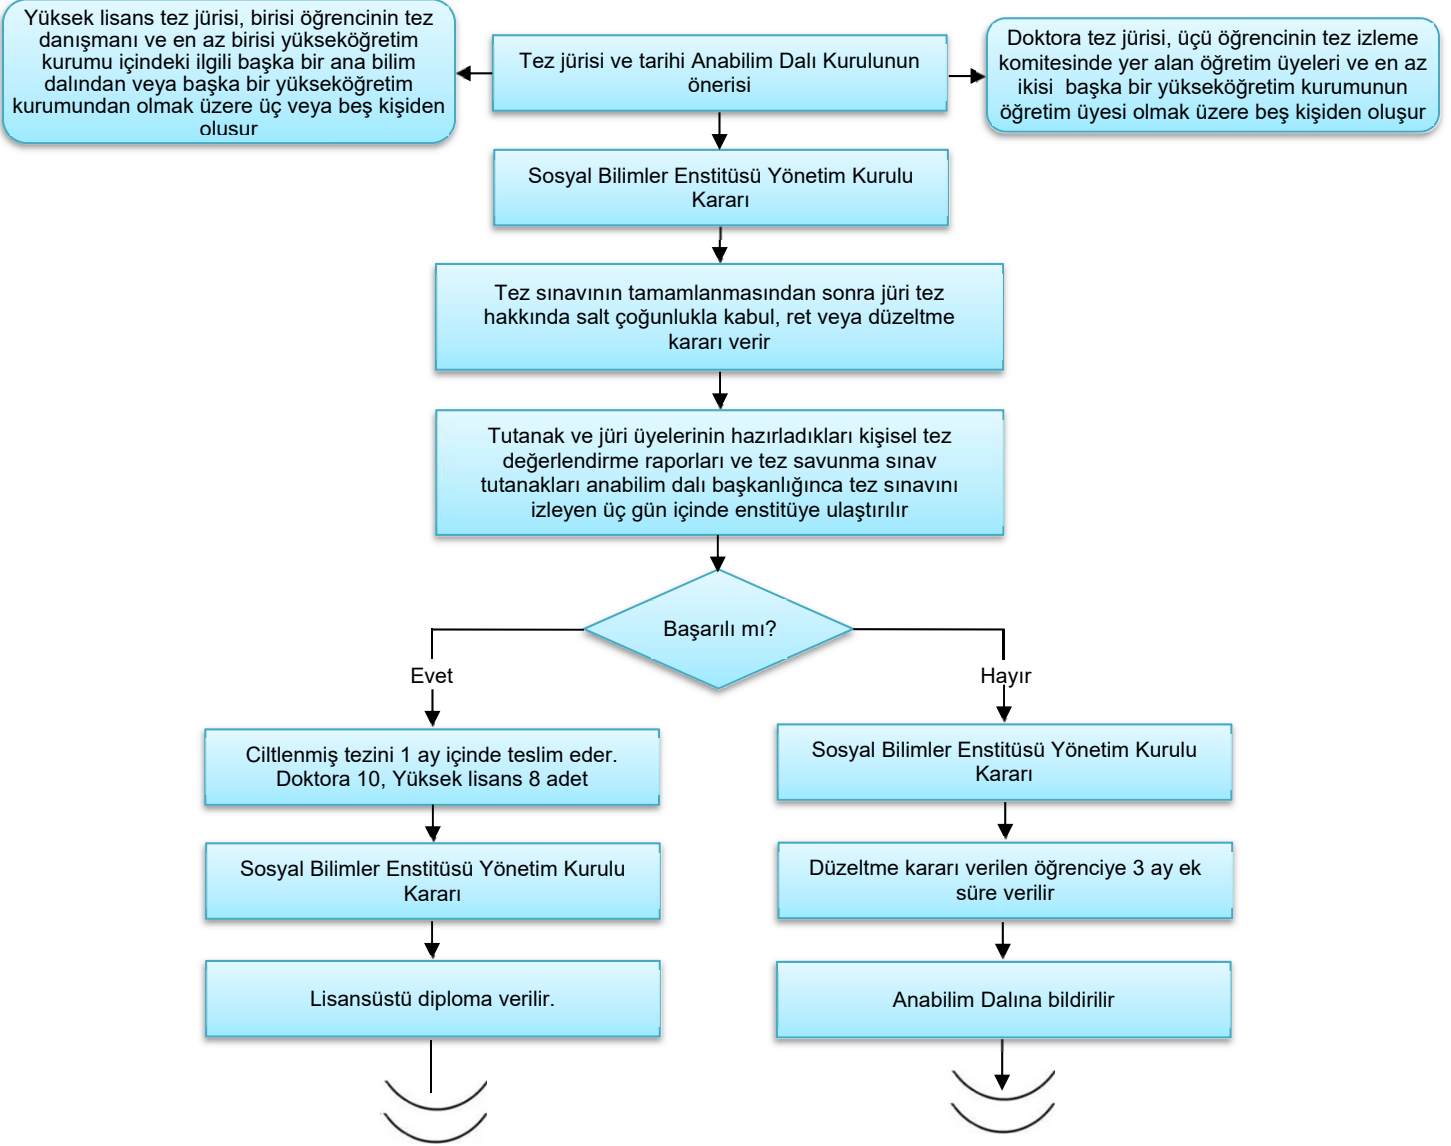 Yüksek lisans tez jürisi, birisi öğrencinin tez
danışmanı ve en az birisi yükseköğretim
kurumu içindeki ilgili başka bir ana bilim
dalından veya başka bir yükseköğretim
kurumundan olmak üzere üç veya beş kişiden
oluşur
Tez jürisi ve tarihi Anabilim Dalı Kurulunun
önerisi
Doktora tez jürisi, üçü öğrencinin tez izleme
komitesinde yer alan öğretim üyeleri ve en az
ikisi başka bir yükseköğretim kurumunun
öğretim üyesi olmak üzere beş kişiden oluşur
Sosyal Bilimler Enstitüsü Yönetim Kurulu
Kararı
Tez sınavının tamamlanmasından sonra jüri tez
hakkında salt çoğunlukla kabul, ret veya düzeltme
kararı verir
Tutanak ve jüri üyelerinin hazırladıkları kişisel tez
değerlendirme raporları ve tez savunma sınav
tutanakları anabilim dalı başkanlığınca tez sınavını
izleyen üç gün içinde enstitüye ulaştırılır
Başarılı mı?
Evet
Hayır
Ciltlenmiş tezini 1 ay içinde teslim eder.
Doktora 10, Yüksek lisans 8 adet
Sosyal Bilimler Enstitüsü Yönetim Kurulu
Kararı
Lisansüstü diploma verilir.
Sosyal Bilimler Enstitüsü Yönetim Kurulu
Kararı
Düzeltme kararı verilen öğrenciye 3 ay ek
süre verilir
Anabilim Dalına bildirilir